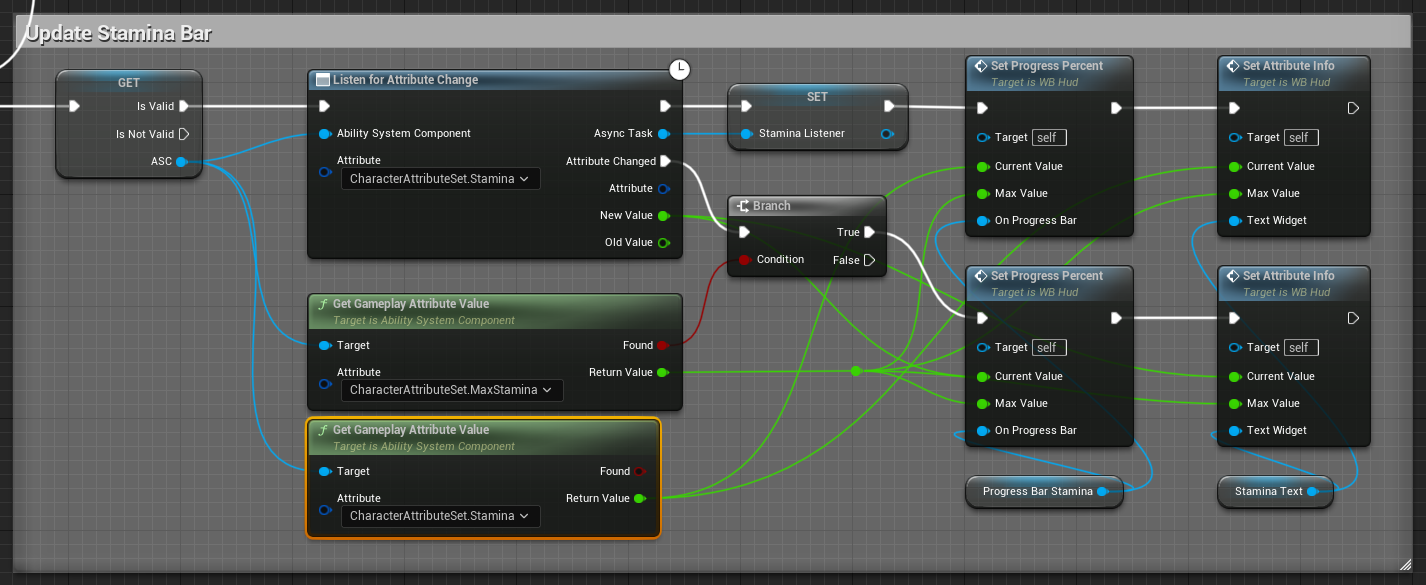 Update Stamina Bar
GET
Is Valid
Is Not Valid
ASC
Listen for Attribute Change
Ability System Component
Async Task
Attribute
CharacterAttributeSet.Stamina
Attribute Changed
Attribute
New Value
Old Value
SET
Stamina Listener
Branch
True
Condition
False
Get Gameplay Attribute Value
Target is Ability System Component
Target
Found
Attribute
Return Value
CharacterAttributeSet.MaxStamina
Get Gameplay Attribute Value
Target is Ability System Component
Target
Found
Attribute
Return Value
CharacterAttributeSet.Stamina
Set Progress Percent
Target is WB Hud
Target self
Current Value
Max Value
On Progress Bar
Set Attribute Info
Target is WB Hud
Target self
Current Value
Max Value
Text Widget
Set Progress Percent
Target is WB Hud
Target self
Current Value
Max Value
On Progress Bar
Set Attribute Info
Target is WB Hud
Target self
Current Value
Max Value
Text Widget
Progress Bar Stamina
Stamina Text